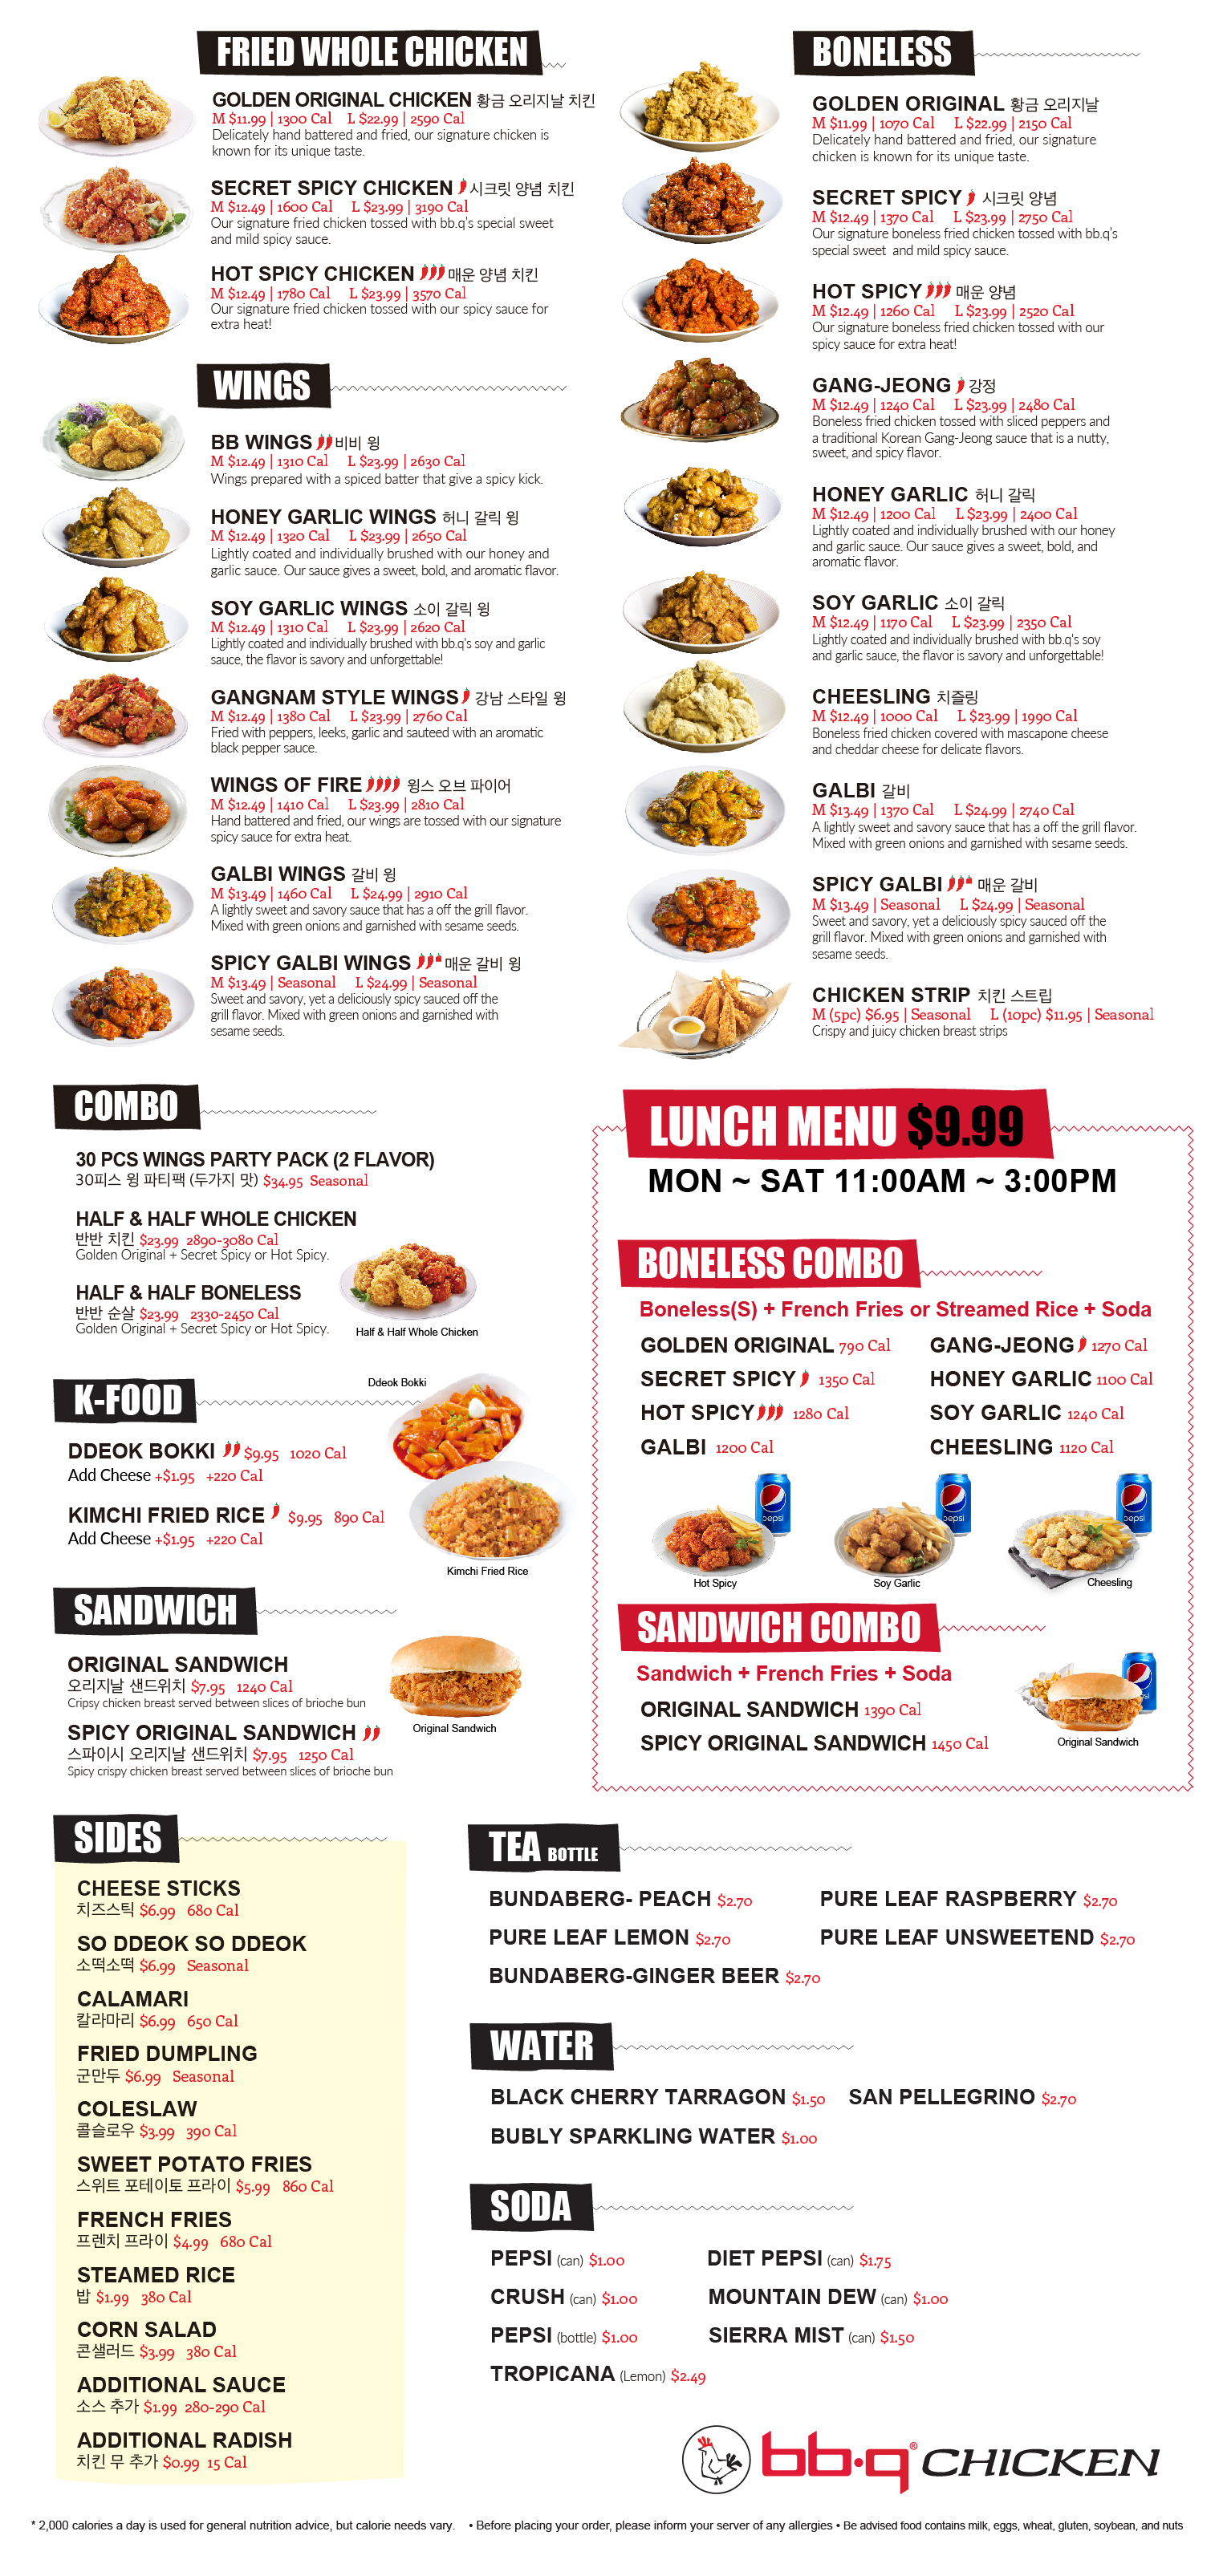 FRIED WHOLE CHICKEN
GOLDEN ORIGINAL CHICKEN 황금 오리지날 치킨
M $11.99 | 1300 Cal L $22.99 | 2590 Cal
Delicately hand battered and fried, our signature chicken is
known for its unique taste.
SECRET SPICY CHICKEN 시크릿 양념 치킨
M $12.49 | 1600 Cal L $23.99 | 3190 Cal
Our signature fried chicken tossed with bb.q's special sweet
and mild spicy sauce.
HOT SPICY CHICKEN 매운 양념 치킨
M $12.49 | 1780 Cal L $23.99 | 3570 Cal
Our signature fried chicken tossed with our spicy sauce for
extra heat!
WINGS
BB WINGS 비비 윙
M $12.49 | 1310 Cal L $23.99 | 2630 Cal
Wings prepared with a spiced batter that give a spicy kick.
HONEY GARLIC WINGS 허니 갈릭 윙
M $12.49 | 1320 Cal L $23.99 | 2650 Cal
Lightly coated and individually brushed with our honey and
garlic sauce. Our sauce gives a sweet, bold, and aromatic flavor.
SOY GARLIC WINGS 소이 갈릭 윙
M $12.49 | 1310 Cal L $23.99 | 2620 Cal
Lightly coated and individually brushed with bb.q's soy and garlic
sauce, the flavor is savory and unforgettable!
GANGNAM STYLE WINGS 강남 스타일 윙
M $12.49 | 1380 Cal L $23.99 | 2760 Cal
Fried with peppers, leeks, garlic and sauteed with an aromatic
black pepper sauce.
WINGS OF FIRE 윙스 오브 파이어
M $12.49 | 1410 Cal L $23.99 | 2810 Cal
Hand battered and fried, our wings are tossed with our signature
spicy sauce for extra heat.
GALBI WINGS 갈비 윙
M $13.49 | 1460 Cal L $24.99 | 2910 Cal
A lightly sweet and savory sauce that has a off the grill flavor.
Mixed with green onions and garnished with sesame seeds.
SPICY GALBI WINGS 매운 갈비 윙
M $13.49 | Seasonal L $24.99 | Seasonal
Sweet and savory, yet a deliciously spicy sauced off the
grill flavor. Mixed with green onions and garnished with
sesame seeds.
BONELESS
GOLDEN ORIGINAL 황금 오리지날
M $11.99 | 1070 Cal L $22.99 | 2150 Cal
Delicately hand battered and fried, our signature
chicken is known for its unique taste.
SECRET SPICY 시크릿 양념
M $12.49 | 1370 Cal L $23.99 | 2750 Cal
Our signature boneless fried chicken tossed with bb.q's
special sweet and mild spicy sauce.
HOT SPICY 매운 양념
M $12.49 | 1260 Cal L $23.99 | 2520 Cal
Our signature boneless fried chicken tossed with our
spicy sauce for extra heat!
GANG-JEONG 강정
M $12.49 | 1240 Cal L $23.99 | 2480 Cal
Boneless fried chicken tossed with sliced peppers and
a traditional Korean Gang-Jeong sauce that is a nutty,
sweet, and spicy flavor.
HONEY GARLIC 허니 갈릭
M $12.49 | 1200 Cal L $23.99 | 2400 Cal
Lightly coated and individually brushed with our honey
and garlic sauce. Our sauce gives a sweet, bold, and
aromatic flavor.
SOY GARLIC 소이 갈릭
M $12.49 | 1170 Cal L $23.99 | 2350 Cal
Lightly coated and individually brushed with bb.q's soy
and garlic sauce, the flavor is savory and unforgettable!
CHEESLING 치즐링
M $12.49 | 1000 Cal L $23.99 | 1990 Cal
Boneless fried chicken covered with mascapone cheese
and cheddar cheese for delicate flavors.
GALBI 갈비
M $13.49 | 1370 Cal L $24.99 | 2740 Cal
A lightly sweet and savory sauce that has a off the grill flavor.
Mixed with green onions and garnished with sesame seeds.
SPICY GALBI 매운 갈비
M $13.49 | Seasonal L $24.99 | Seasonal
Sweet and savory, yet a deliciously spicy sauced off the
grill flavor. Mixed with green onions and garnished with
sesame seeds.
CHICKEN STRIP 치킨 스트립
M (5pc) $6.95 | Seasonal L (10pc) $11.95 | Seasonal
Crispy and juicy chicken breast strips
COMBO
30 PCS WINGS PARTY PACK (2 FLAVOR)
30피스 윙 파티팩 (두가지 맛) $34.95 Seasonal
HALF & HALF WHOLE CHICKEN
반반 치킨 $23.99 2890-3080 Cal
Golden Original + Secret Spicy or Hot Spicy.
HALF & HALF BONELESS
반반 순살 $23.99 2330-2450 Cal
Golden Original + Secret Spicy or Hot Spicy.
Half & Half Whole Chicken
K-FOOD
Ddeok Bokki
DDEOK BOKKI $9.95 1020 Cal
Add Cheese +$1.95 +220 Cal
KIMCHI FRIED RICE $9.95 890 Cal
Add Cheese +$1.95 +220 Cal
Kimchi Fried Rice
SANDWICH
ORIGINAL SANDWICH
오리지날 샌드위치 $7.95 1240 Cal
Cripsy chicken breast served between slices of brioche bun
SPICY ORIGINAL SANDWICH
스파이시 오리지날 샌드위치 $7.95 1250 Cal
Spicy crispy chicken breast served between slices of brioche bun
Original Sandwich
LUNCH MENU $9.99
MON ~ SAT 11:00AM ~ 3:00PM
BONELESS COMBO
Boneless(S) + French Fries or Streamed Rice + Soda
GOLDEN ORIGINAL 790 Cal
GANG-JEONG 1270 Cal
SECRET SPICY 1350 Cal
HONEY GARLIC 1100 Cal
HOT SPICY 1280 Cal
SOY GARLIC 1240 Cal
GALBI 1200 Cal
CHEESLING 1120 Cal
pepsi
pepsi
pepsi
Hot Spicy
Soy Garlic
Cheesling
SANDWICH COMBO
Sandwich + French Fries + Soda
ORIGINAL SANDWICH 1390 Cal
SPICY ORIGINAL SANDWICH 1450 Cal
Original Sandwich
SIDES
CHEESE STICKS
치즈스틱 $6.99 680 Cal
SO DDEOK SO DDEOK
소떡소떡 $6.99 Seasonal
CALAMARI
칼라마리 $6.99 650 Cal
FRIED DUMPLING
군만두 $6.99 Seasonal
COLESLAW
콜슬로우 $3.99 390 Cal
SWEET POTATO FRIES
스위트 포테이토 프라이 $5.99 860 Cal
FRENCH FRIES
프렌치 프라이 $4.99 680 Cal
STEAMED RICE
밥 $1.99 380 Cal
CORN SALAD
콘샐러드 $3.99 380 Cal
ADDITIONAL SAUCE
소스 추가 $1.99 280-290 Cal
ADDITIONAL RADISH
치킨 무 추가 $0.99 15 Cal
TEA BOTTLE
BUNDABERG- PEACH $2.70
PURE LEAF RASPBERRY $2.70
PURE LEAF LEMON $2.70
PURE LEAF UNSWEETEND $2.70
BUNDABERG-GINGER BEER $2.70
WATER
BLACK CHERRY TARRAGON $1.50
SAN PELLEGRINO $2.70
BUBLY SPARKLING WATER $1.00
SODA
PEPSI (can) $1.00
DIET PEPSI (can) $1.75
CRUSH (can) $1.00
MOUNTAIN DEW (can) $1.00
PEPSI (bottle) $1.00
SIERRA MIST (can) $1.50
TROPICANA (Lemon) $2.49
bb.q® CHICKEN
* 2,000 calories a day is used for general nutrition advice, but calorie needs vary. • Before placing your order, please inform your server of any allergies • Be advised food contains milk, eggs, wheat, gluten, soybean, and nuts